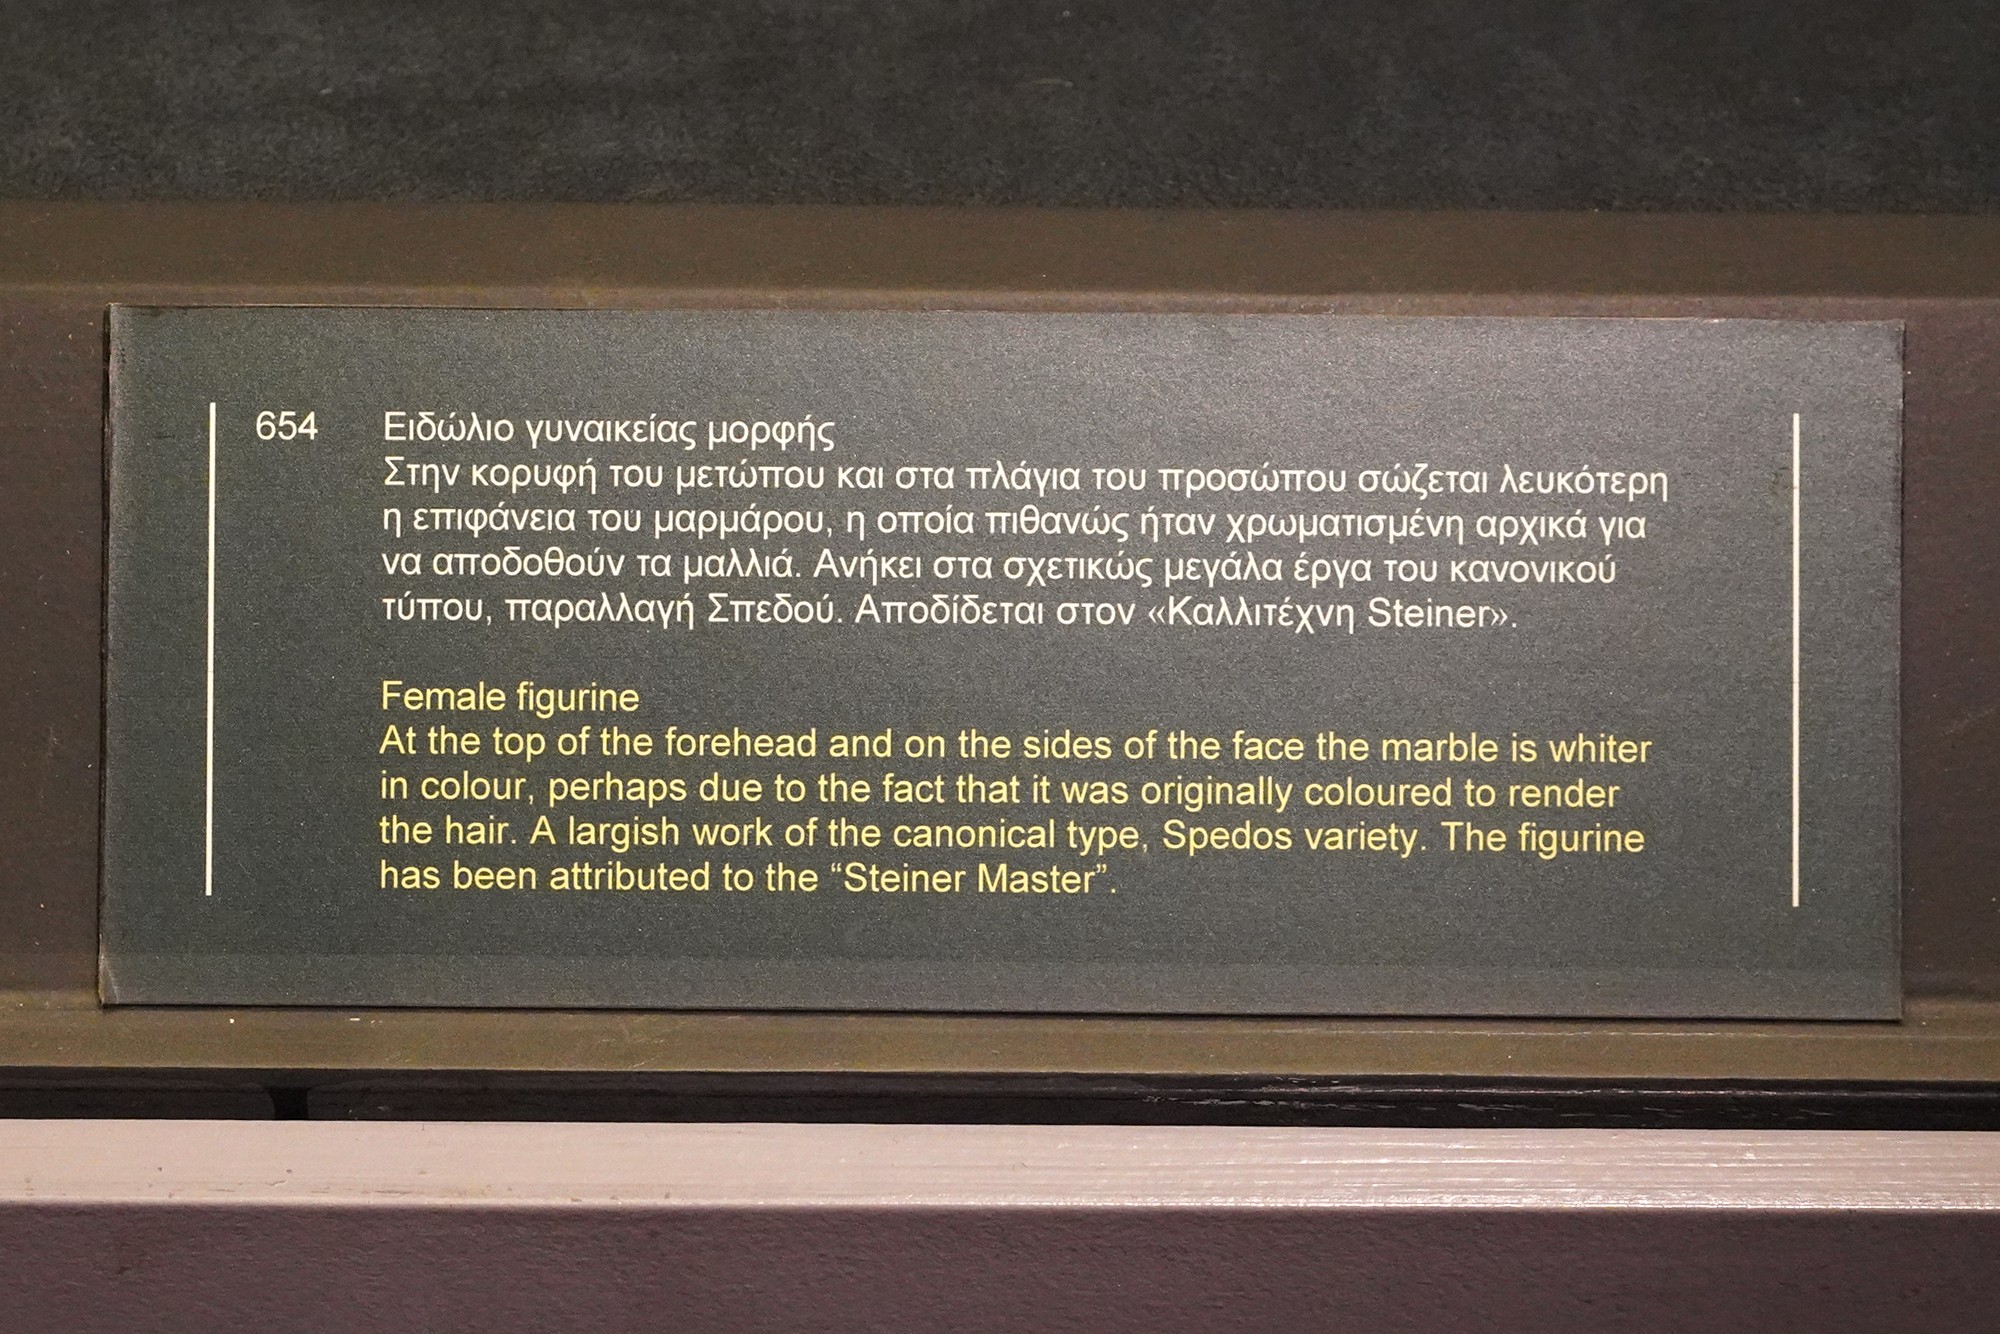 654 Ειδώλιο γυναικείας μορφής
Στην κορυφή του μετώπου και στα πλάγια του προσώπου σώζεται λευκότερη
η επιφάνεια του μαρμάρου, η οποία πιθανώς ήταν χρωματισμένη αρχικά για
να αποδοθούν τα μαλλιά. Ανήκει στα σχετικώς μεγάλα έργα του κανονικού
τύπου, παραλλαγή Σπεδού. Αποδίδεται στον «Καλλιτέχνη Steiner».
Female figurine
At the top of the forehead and on the sides of the face the marble is whiter
in colour, perhaps due to the fact that it was originally coloured to render
the hair. A largish work of the canonical type, Spedos variety. The figurine
has been attributed to the “Steiner Master”.